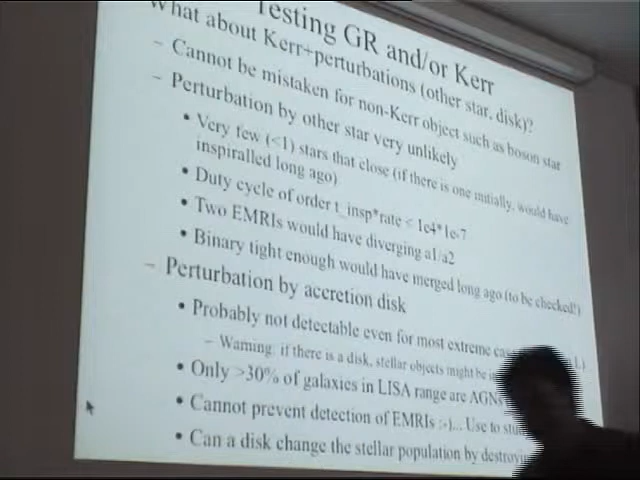 Testing GR and/or Kerr
What about Kerr+perturbations (other star, disk)?
– Cannot be mistaken for non-Kerr object such as boson star
– Perturbation by other star very unlikely
• Very few (<1) stars that close (if there is one initially, would have
inspiralled long ago)
• Duty cycle of order t_insp*rate < 1e4*1e-7
• Two EMRIs would have diverging a1/a2
• Binary tight enough would have merged long ago (to be checked!)
– Perturbation by accretion disk
• Probably not detectable even for most extreme
– Warning: if there is a disk, stellar objects might be
• Only >30% of galaxies in LISA range are AGNs
• Cannot prevent detection of EMRIs :-)... Use to
• Can a disk change the stellar population by